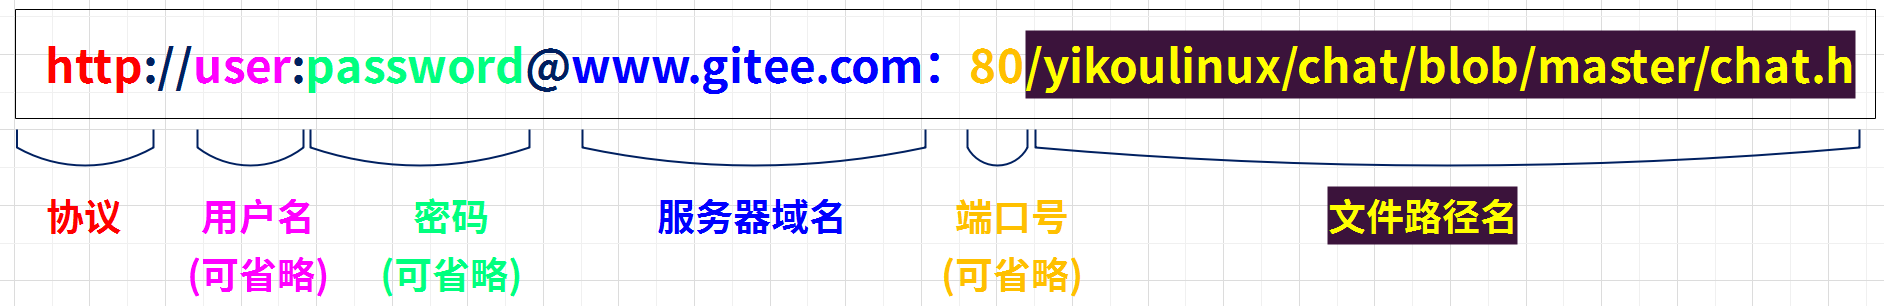 http://user:password@www.gitee.com：80/yikoulinux/chat/blob/master/chat.h
协议 用户名 密码 服务器域名 端口号 文件路径名
(可省略) (可省略) (可省略)